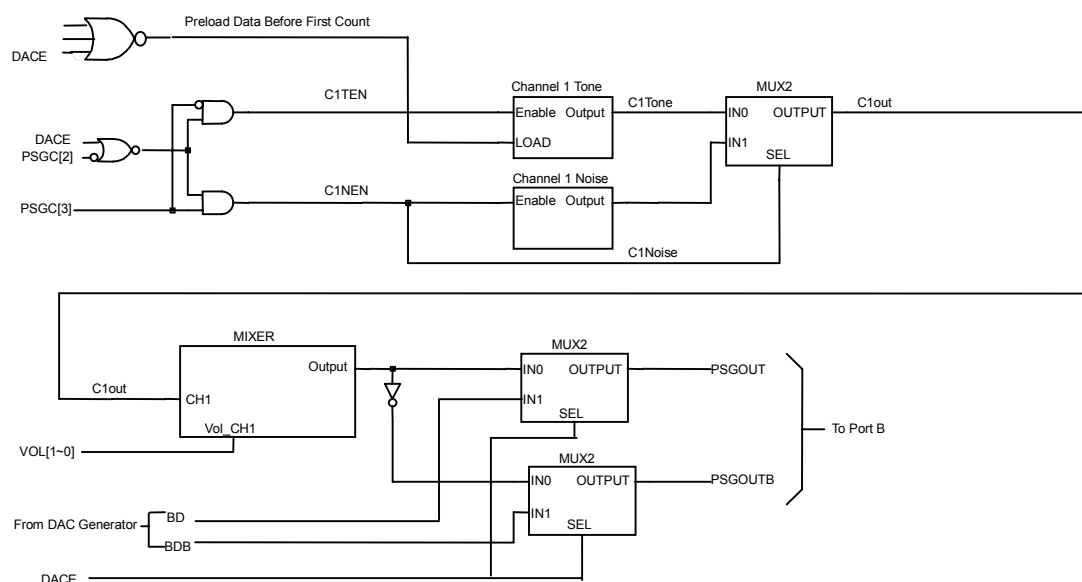 Preload Data Before First Count
DACE
C1TEN
Channel 1 Tone
Enable Output
LOAD
C1Tone
MUX2
IN0 OUTPUT
IN1
SEL
C1out
DACE
PSGC[2]
PSGC[3]
C1NEN
Channel 1 Noise
Enable Output
C1Noise
MIXER
Output
C1out
CH1
Vol_CH1
VOL[1~0]
MUX2
IN0 OUTPUT
IN1
SEL
PSGOUT
To Port B
MUX2
IN0 OUTPUT
IN1
SEL
PSGOUTB
From DAC Generator
BD
BDB
DACE